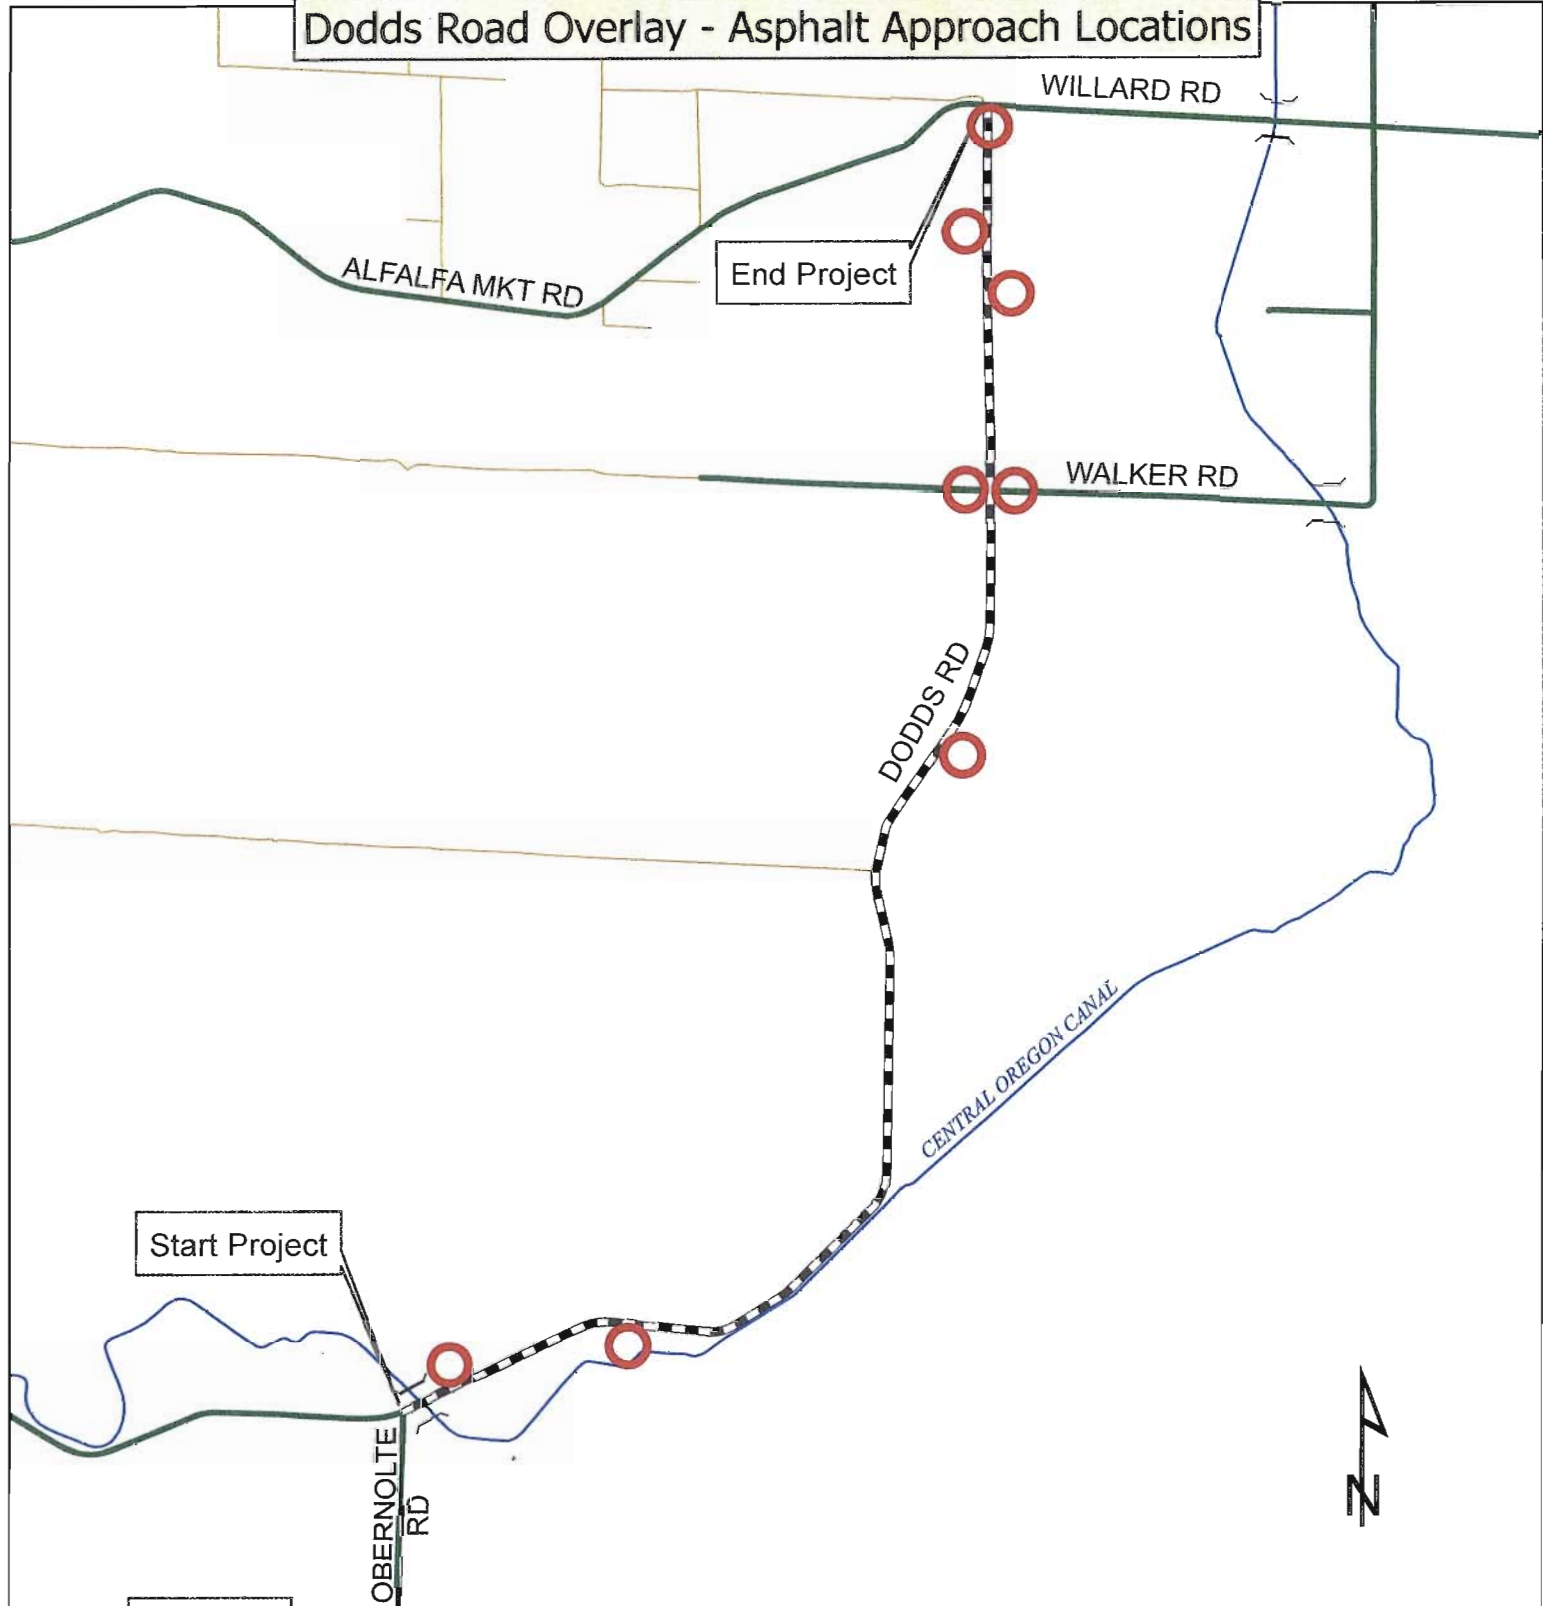 Dodds Road Overlay - Asphalt Approach Locations
WILLARD RD
End Project
ALFALFA MKT RD
WALKER RD
DODDS RD
CENTRAL OREGON CANAL
Start Project
OBERNOLTE
RD
N